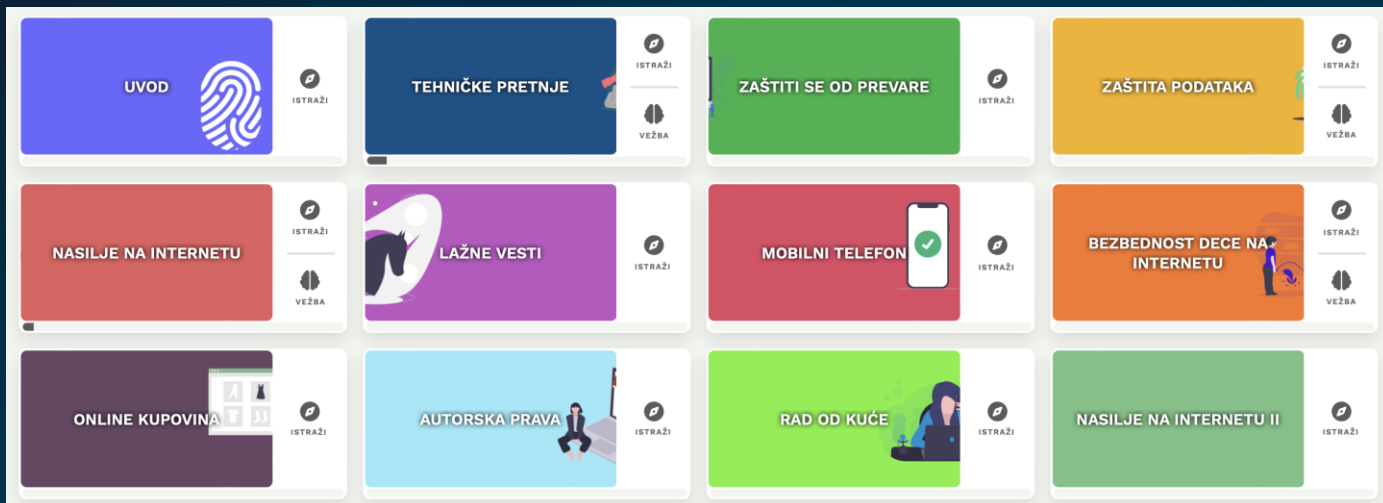 UVOD
ISTRAŽI
TEHNIČKE PRETNJE
ISTRAŽI
VEŽBA
ZAŠTITI SE OD PREVARE
ISTRAŽI
ZAŠTITA PODATAKA
ISTRAŽI
VEŽBA
NASILJE NA INTERNETU
ISTRAŽI
VEŽBA
LAŽNE VESTI
ISTRAŽI
MOBILNI TELEFON
ISTRAŽI
BEZBEDNOST DECE NA
INTERNETU
ISTRAŽI
VEŽBA
ONLINE KUPOVINA
ISTRAŽI
AUTORSKA PRAVA
ISTRAŽI
RAD OD KUĆE
ISTRAŽI
NASILJE NA INTERNETU II
ISTRAŽI